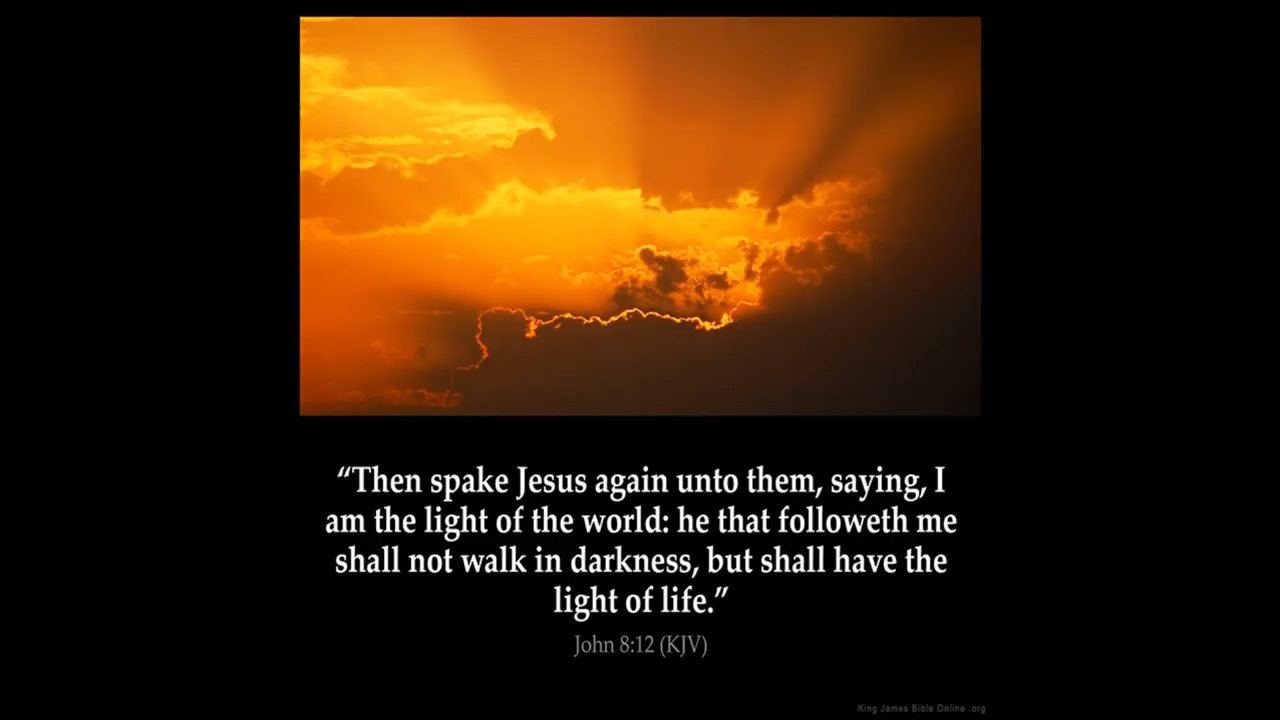 “Then spake Jesus again unto them, saying, I
am the light of the world: he that followeth me
shall not walk in darkness, but shall have the
light of life.”
John 8:12 (KJV)
King James Bible Online .org